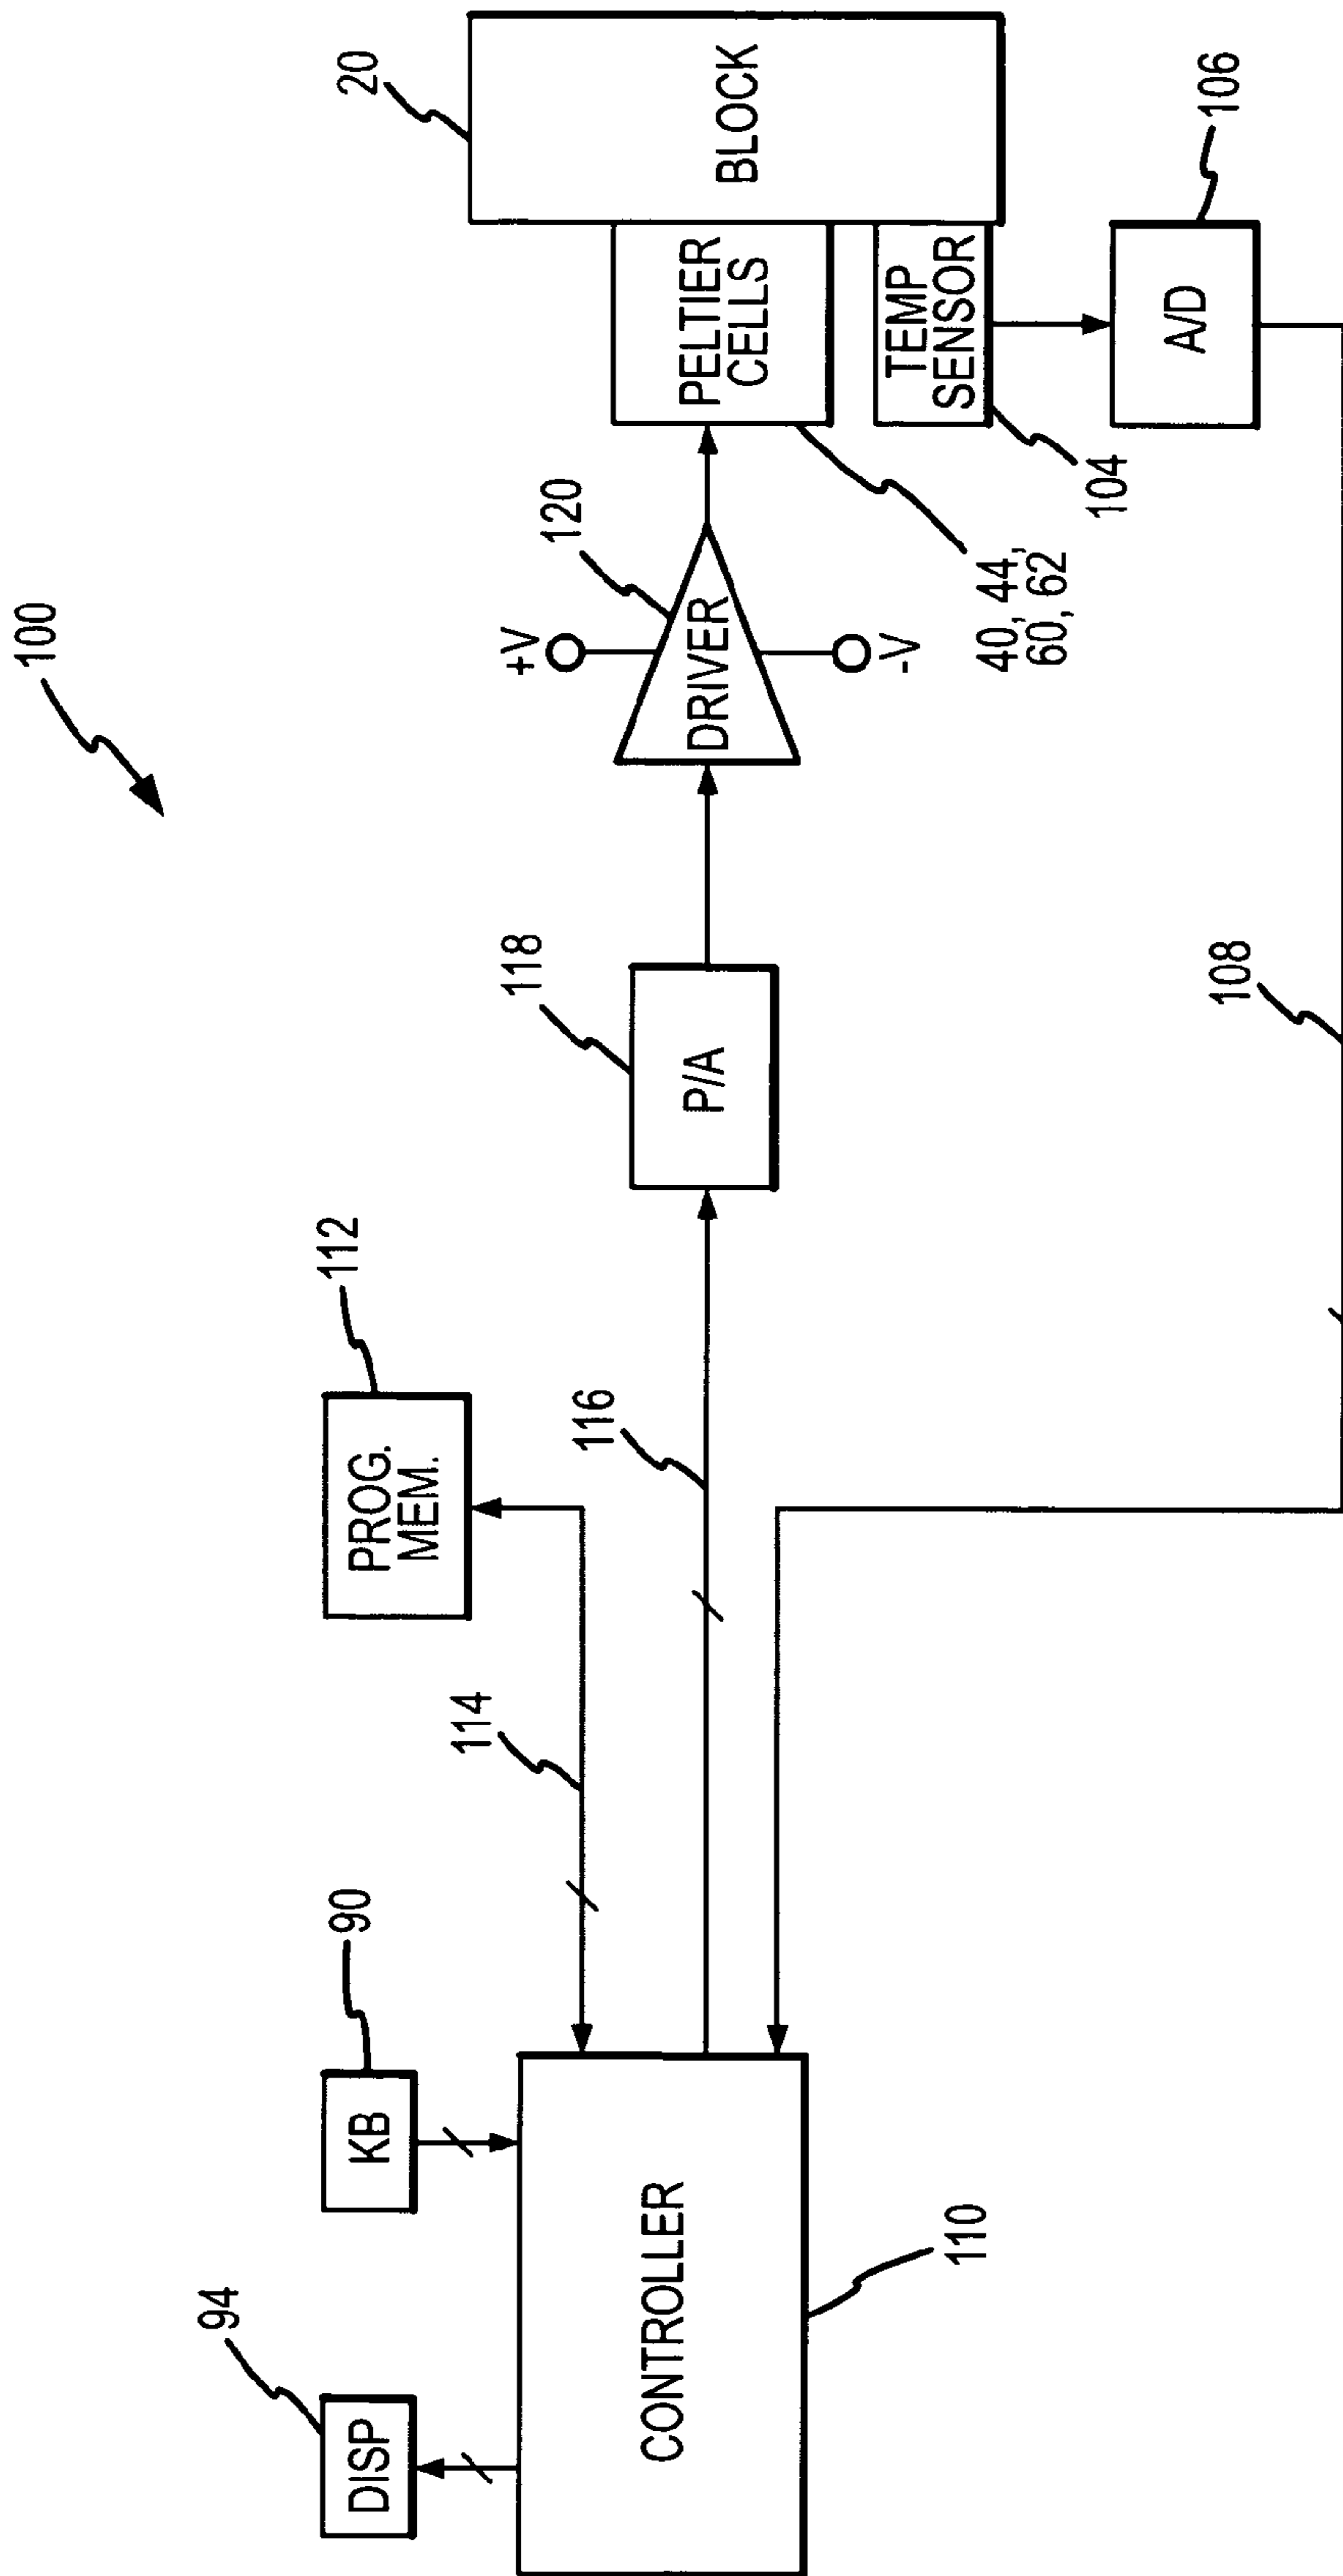 100
94
DISP
90
KB
112
PROG.
MEM.
114
116
118
P/A
120
+V
DRIVER
-V
20
PELTIER
CELLS
BLOCK
TEMP
SENSOR
40, 44,
60, 62
104
A/D
106
108
CONTROLLER
110